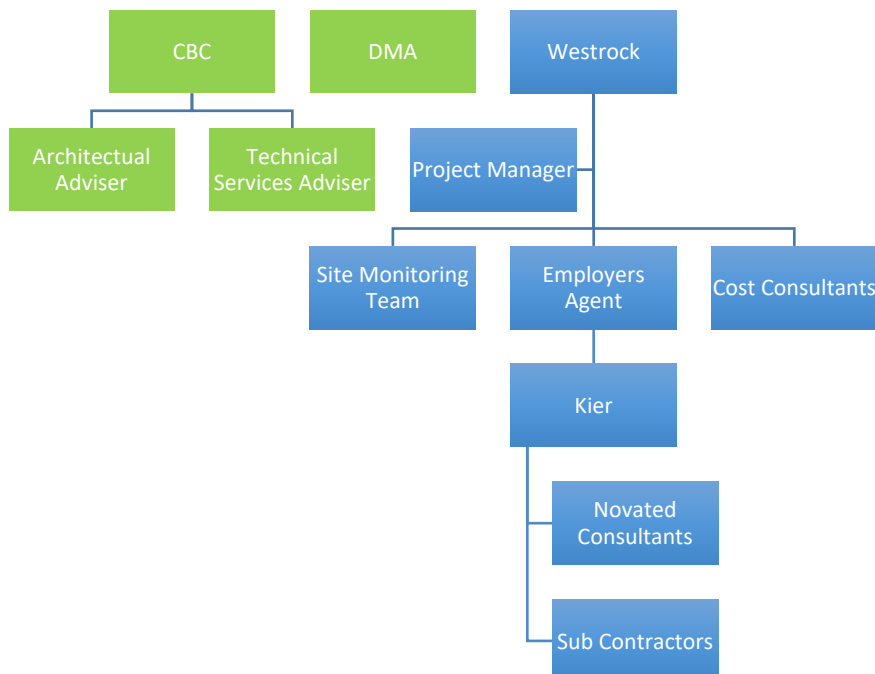 CBC
DMA
Westrock
Architectual
Adviser
Technical
Services Adviser
Project Manager
Site Monitoring
Team
Employers
Agent
Cost Consultants
Kier
Novated
Consultants
Sub Contractors